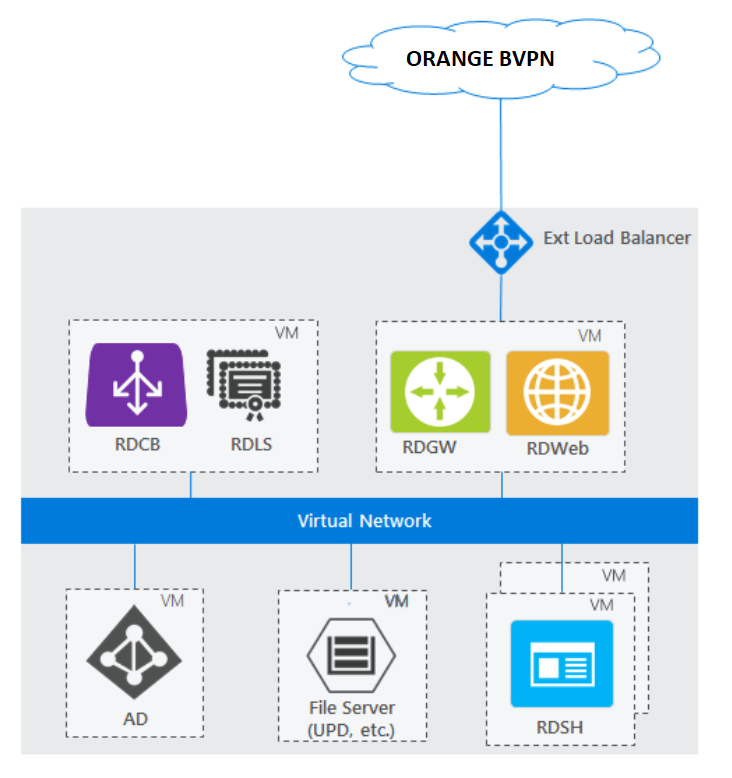 ORANGE BVPN
Ext Load Balancer
VM
VM
RDCB
RDLS
RDGW
RDWeb
Virtual Network
VM
VM
VM
VM
AD
File Server
(UPD, etc.)
RDSH